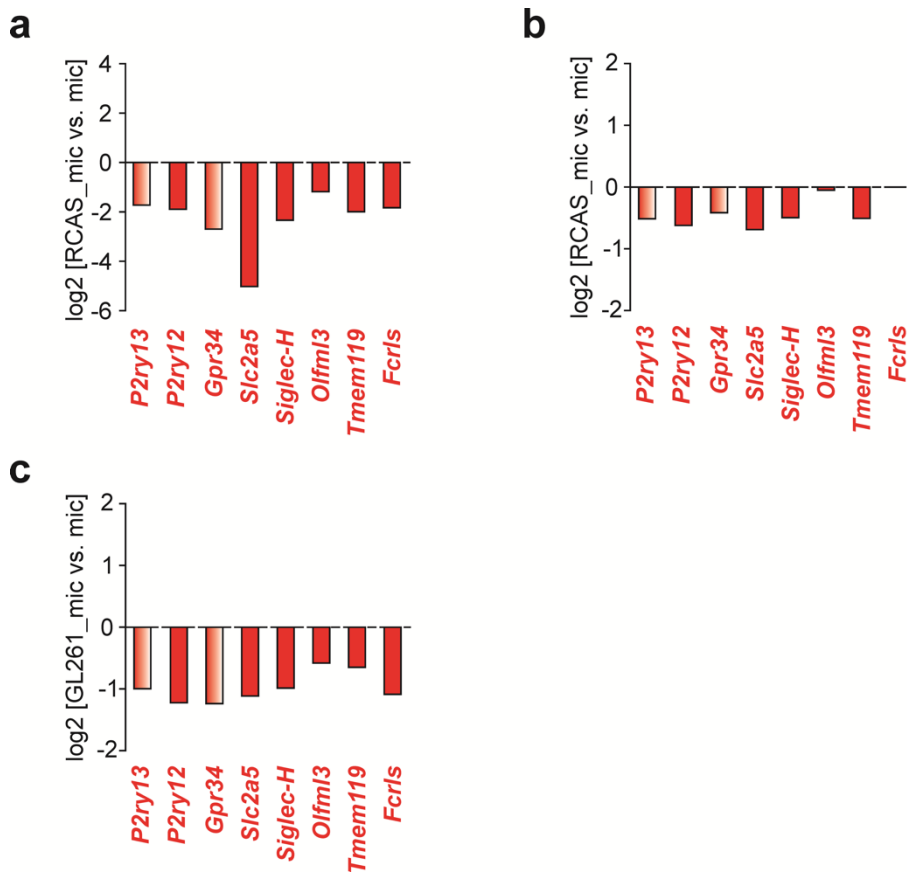 a
log2 [RCAS_mic vs. mic]
4
2
0
-2
-4
-6
P2ry13
P2ry12
Gpr34
Slc2a5
Siglec-H
Olfml3
Tmem119
Fcrls
b
log2 [RCAS_mic vs. mic]
2
1
0
-1
-2
P2ry13
P2ry12
Gpr34
Slc2a5
Siglec-H
Olfml3
Tmem119
Fcrls
c
log2 [GL261_mic vs. mic]
2
1
0
-1
-2
P2ry13
P2ry12
Gpr34
Slc2a5
Siglec-H
Olfml3
Tmem119
Fcrls